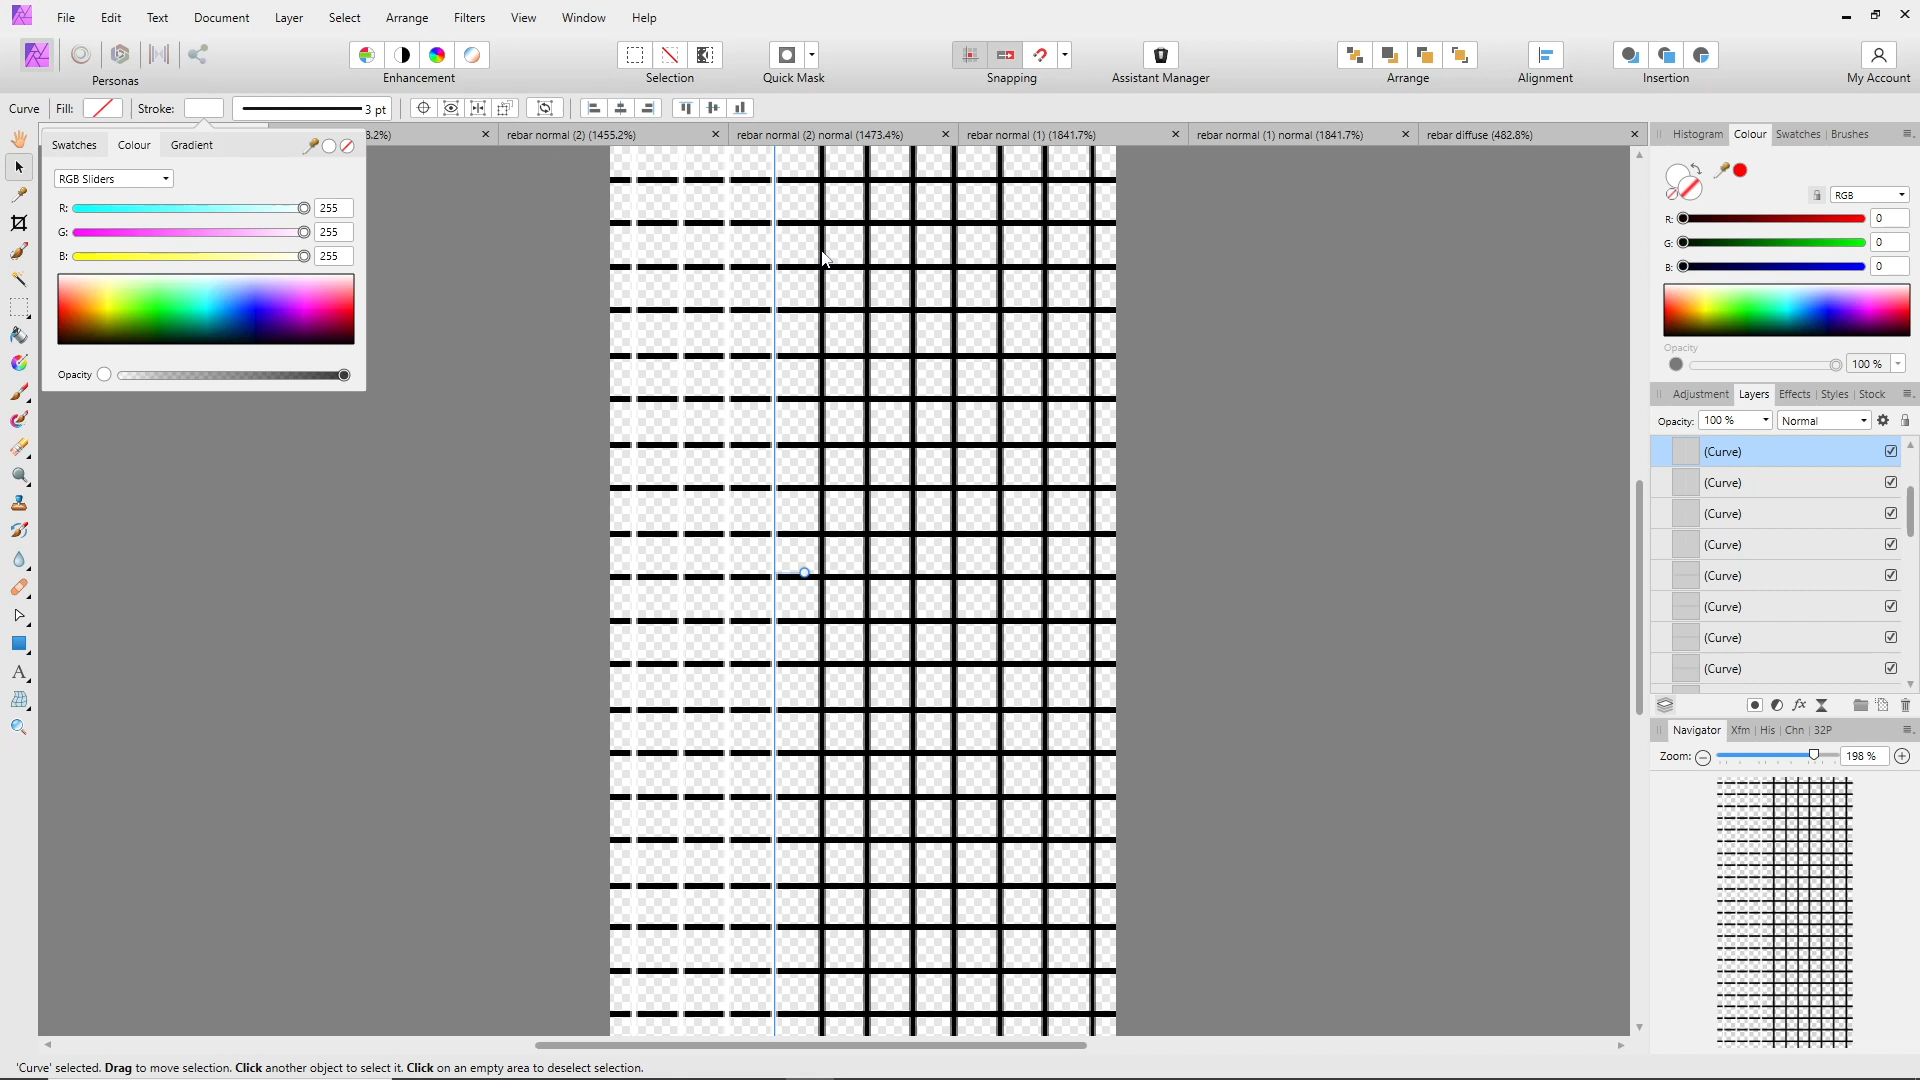 File Edit Text Document Layer Select Arrange Filters View Window Help
Personas Enhancement Selection Quick Mask Snapping Assistant Manager Arrange Alignment Insertion My Account
Curve Fill: Stroke: 3 pt
8.2%) rebar normal (2) (1455.2%) rebar normal (2) normal (1473.4%) rebar normal (1) (1841.7%) rebar normal (1) normal (1841.7%) rebar diffuse (482.8%)
Swatches Colour Gradient
RGB Sliders
R: 255
G: 255
B: 255
Opacity
Histogram Colour Swatches Brushes
RGB
R: 0
G: 0
B: 0
Opacity
100 %
Adjustment Layers Effects Styles Stock
Opacity: 100 % Normal
(Curve)
(Curve)
(Curve)
(Curve)
(Curve)
(Curve)
(Curve)
(Curve)
Navigator Xfm His Chn 32P
Zoom: 198 %
'Curve' selected. Drag to move selection. Click another object to select it. Click on an empty area to deselect selection.